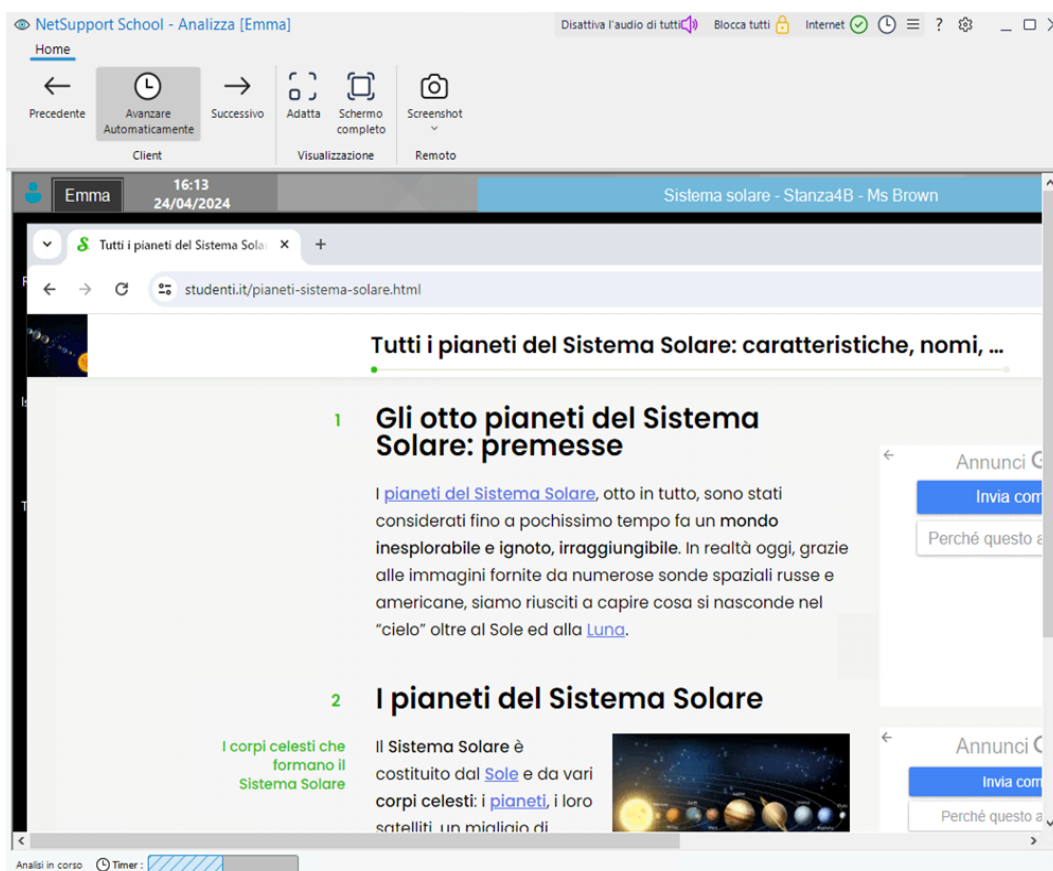 NetSupport School - Analizza [Emma]
Disattiva l'audio di tutti
Blocca tutti
Internet
?
Home
Precedente
Avanzare
Automaticamente
Successivo
Adatta
Schermo
completo
Screenshot
Client
Visualizzazione
Remoto
Emma
16:13
24/04/2024
Sistema solare - Stanza4B - Ms Brown
Tutti i pianeti del Sistema Sola
studenti.it/pianeti-sistema-solare.html
Tutti i pianeti del Sistema Solare: caratteristiche, nomi, ...
1
Gli otto pianeti del Sistema
Solare: premesse
I pianeti del Sistema Solare, otto in tutto, sono stati
considerati fino a pochissimo tempo fa un mondo
inesplorabile e ignoto, irraggiungibile. In realtà oggi, grazie
alle immagini fornite da numerose sonde spaziali russe e
americane, siamo riusciti a capire cosa si nasconde nel
"cielo" oltre al Sole ed alla Luna.
Annunci G
Invia com
Perché questo a
2
I pianeti del Sistema Solare
I corpi celesti che
formano il
Sistema Solare
Il Sistema Solare è
costituito dal Sole e da vari
corpi celesti: i pianeti, i loro
satelliti, un migliaio di
Annunci G
Invia com
Perché questo a
Analisi in corso
Timer :